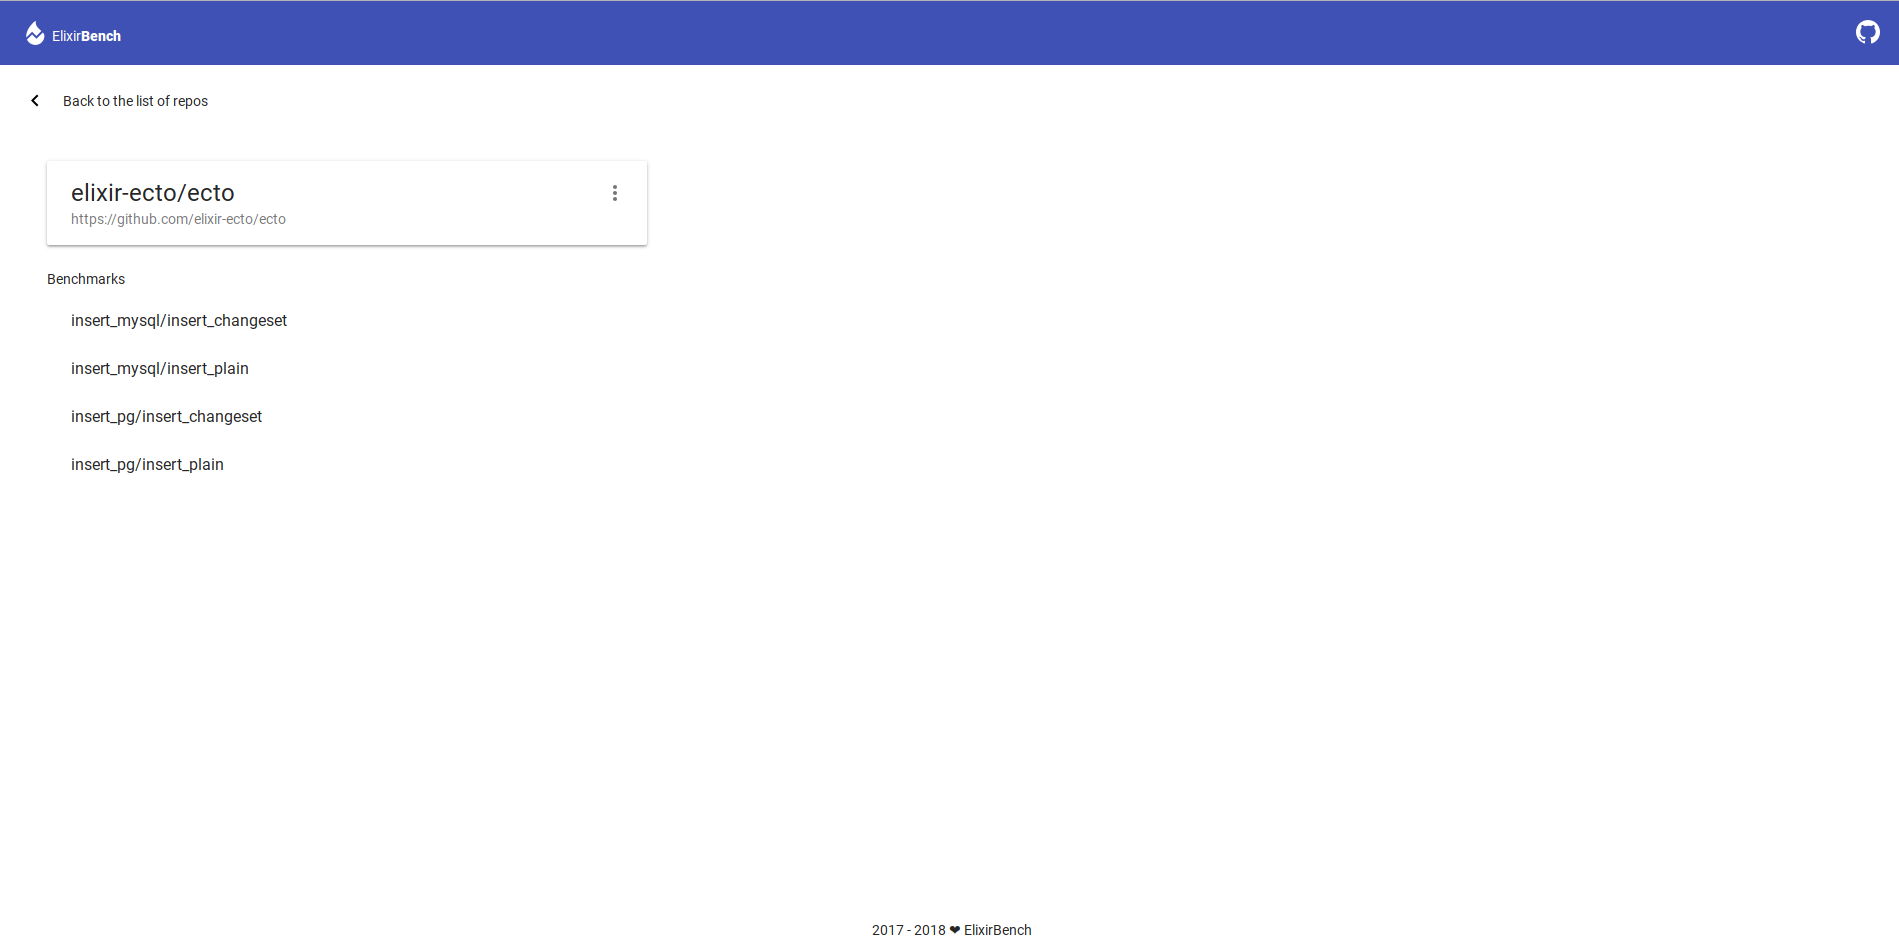 ElixirBench
Back to the list of repos
elixir-ecto/ecto
https://github.com/elixir-ecto/ecto
Benchmarks
insert_mysql/insert_changeset
insert_mysql/insert_plain
insert_pg/insert_changeset
insert_pg/insert_plain
2017 - 2018 ❤ ElixirBench